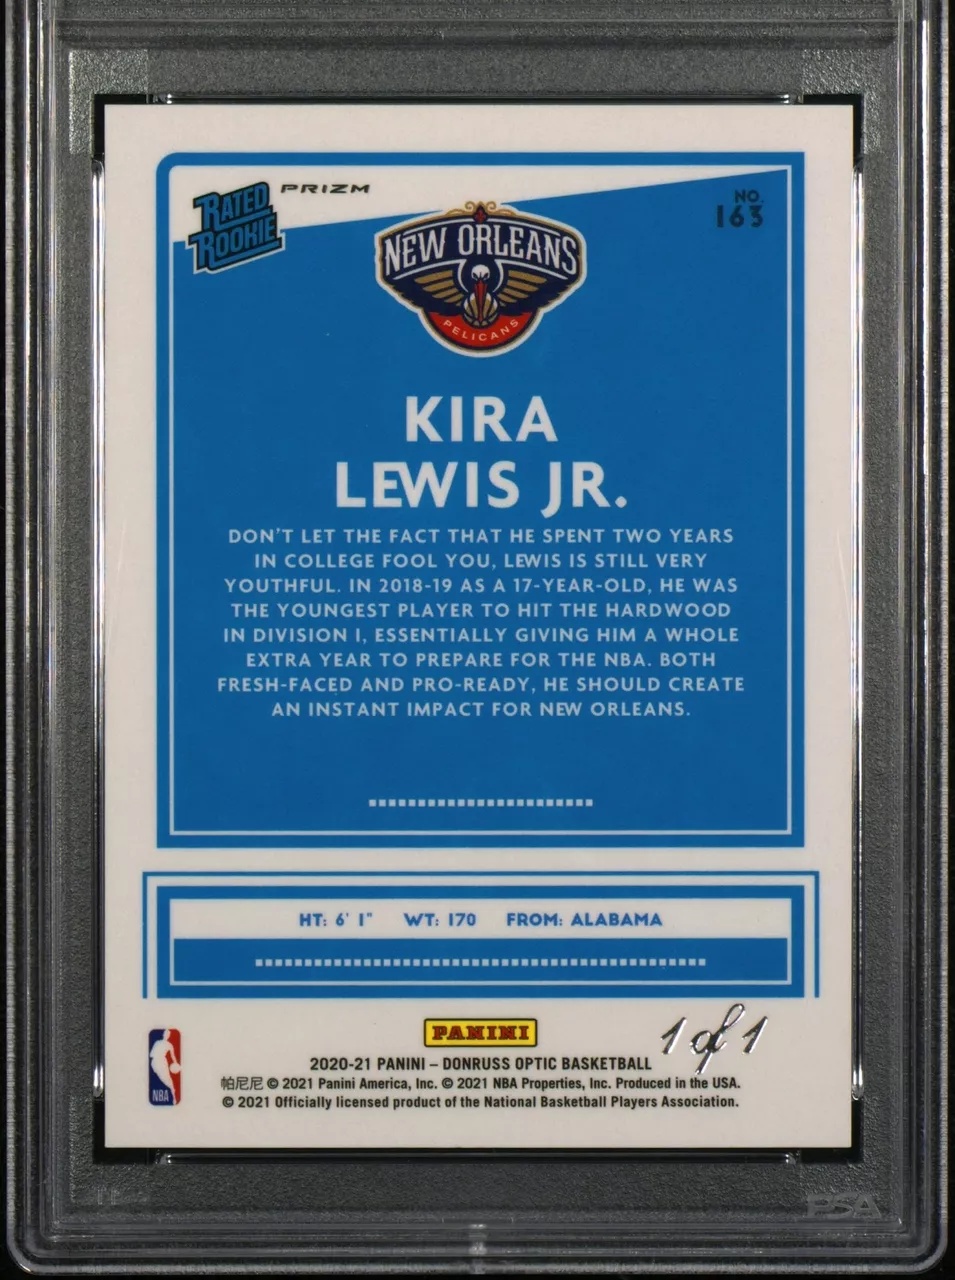 RATED ROOKIE
PRIZM
NO. 163
NEW ORLEANS
PELICANS
KIRA
LEWIS JR.
DON'T LET THE FACT THAT HE SPENT TWO YEARS
IN COLLEGE FOOL YOU, LEWIS IS STILL VERY
YOUTHFUL. IN 2018-19 AS A 17-YEAR-OLD, HE WAS
THE YOUNGEST PLAYER TO HIT THE HARDWOOD
IN DIVISION I, ESSENTIALLY GIVING HIM A WHOLE
EXTRA YEAR TO PREPARE FOR THE NBA. BOTH
FRESH-FACED AND PRO-READY, HE SHOULD CREATE
AN INSTANT IMPACT FOR NEW ORLEANS.
HT: 6' 1" WT: 170 FROM: ALABAMA
PANINI
1 of 1
NBA
2020-21 PANINI – DONRUSS OPTIC BASKETBALL
帕尼尼 © 2021 Panini America, Inc. © 2021 NBA Properties, Inc. Produced in the USA.
© 2021 Officially licensed product of the National Basketball Players Association.
PSA